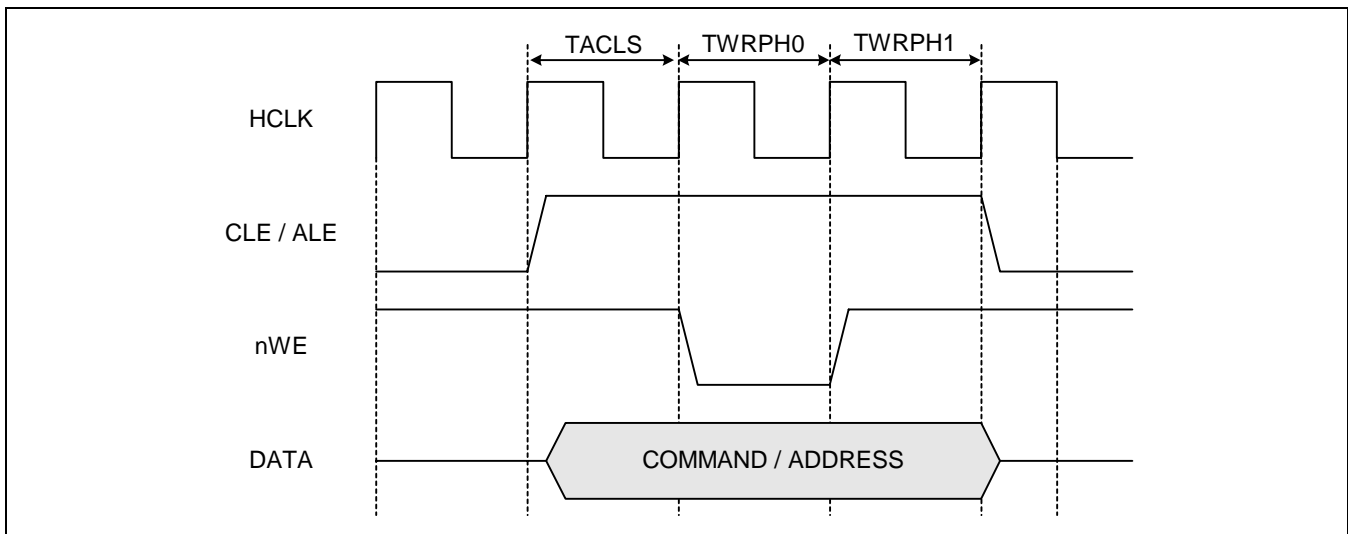 TACLS TWRPH0 TWRPH1
HCLK
CLE / ALE
nWE
DATA COMMAND / ADDRESS